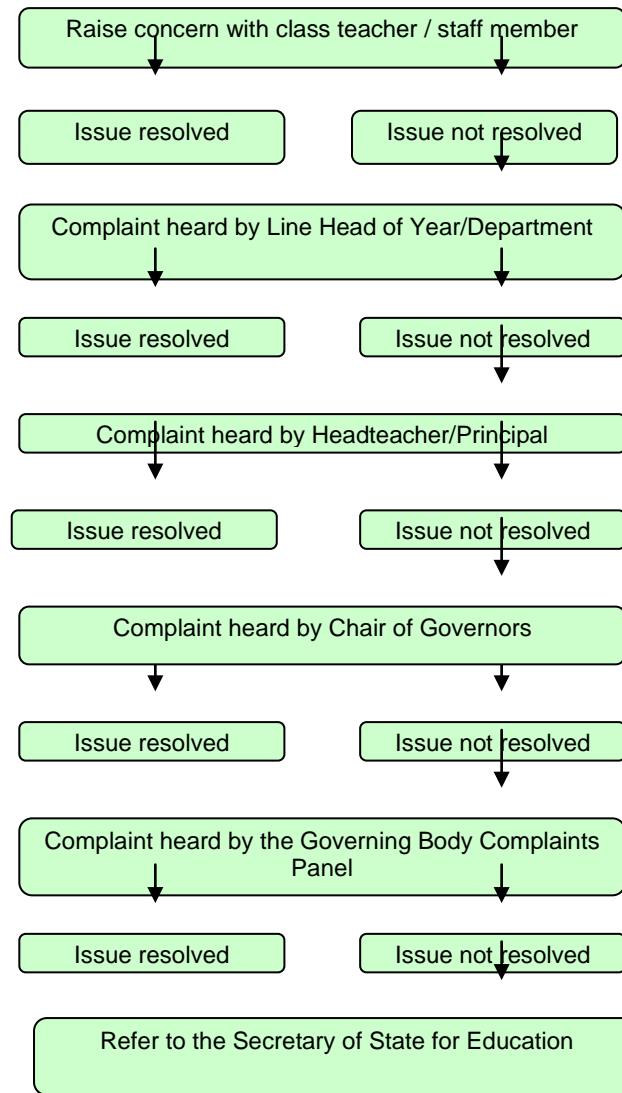 Raise concern with class teacher / staff member
Issue resolved
Issue not resolved
Complaint heard by Line Head of Year/Department
Issue resolved
Issue not resolved
Complaint heard by Headteacher/Principal
Issue resolved
Issue not resolved
Complaint heard by Chair of Governors
Issue resolved
Issue not resolved
Complaint heard by the Governing Body Complaints
Panel
Issue resolved
Issue not resolved
Refer to the Secretary of State for Education